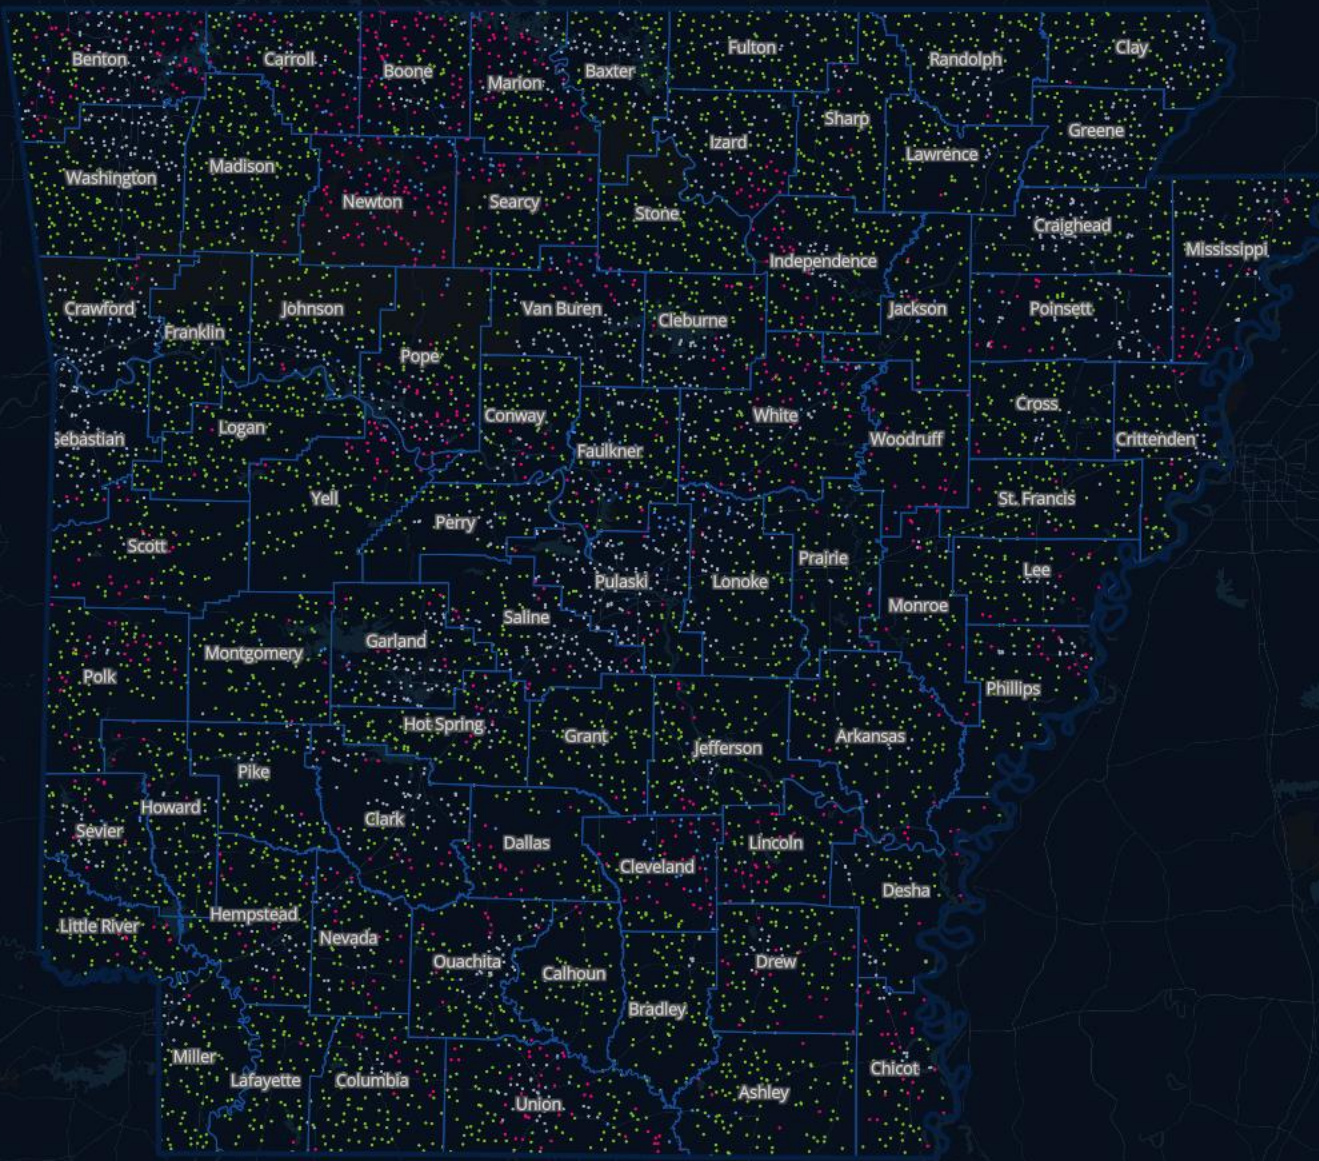 Benton
Carroll
Boone
Marion
Baxter
Fulton
Randolph
Clay
Sharp
Greene
Izard
Lawrence
Washington
Madison
Newton
Searcy
Stone
Craighead
Mississippi
Independence
Crawford
Johnson
Franklin
Van Buren
Cleburne
Jackson
Poinsett
Pope
Conway
White
Cross
Logan
Sebastian
Faulkner
Woodruff
Crittenden
Yell
St. Francis
Perry
Scott
Prairie
Lee
Pulaski
Lonoke
Monroe
Saline
Garland
Montgomery
Polk
Phillips
Hot Spring
Grant
Jefferson
Arkansas
Pike
Howard
Sevier
Clark
Dallas
Lincoln
Cleveland
Desha
Hempstead
Little River
Nevada
Ouachita
Calhoun
Drew
Bradley
Miller
Lafayette
Columbia
Union
Ashley
Chicot